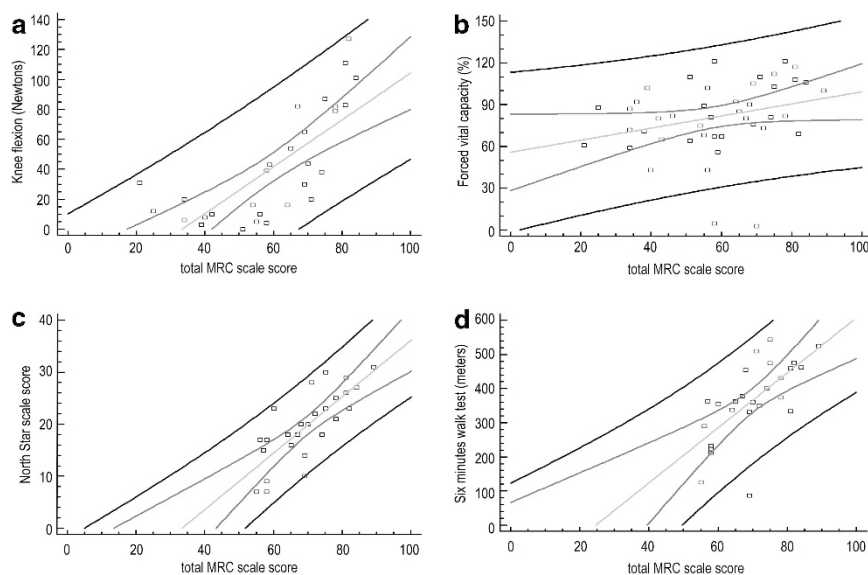 a
Knee flexion (Newtons)
140
120
100
80
60
40
20
0
0 20 40 60 80 100
total MRC scale score
b
Forced vital capacity (%)
150
120
90
60
30
0
0 20 40 60 80 100
total MRC scale score
c
North Star scale score
40
30
20
10
0
0 20 40 60 80 100
total MRC scale score
d
Six minutes walk test (meters)
600
500
400
300
200
100
0
0 20 40 60 80 100
total MRC scale score